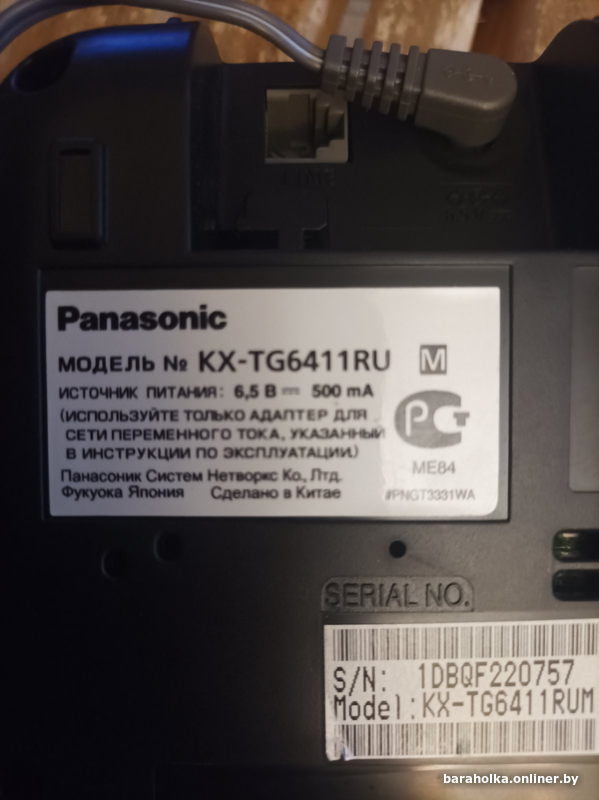 LINE
Panasonic
МОДЕЛЬ № KX-TG6411RU M
ИСТОЧНИК ПИТАНИЯ: 6,5 В 500 mA
(ИСПОЛЬЗУЙТЕ ТОЛЬКО АДАПТЕР ДЛЯ
СЕТИ ПЕРЕМЕННОГО ТОКА, УКАЗАННЫЙ
В ИНСТРУКЦИИ ПО ЭКСПЛУАТАЦИИ.)
РСТ
ME84
Панасоник Систем Нетворкс Ко., Лтд.
Фукуока Япония Сделано в Китае
#PNGT3331WA
SERIAL NO.
S/N: 1DBQF220757
Model: KX-TG6411RUM
baraholka.onliner.by